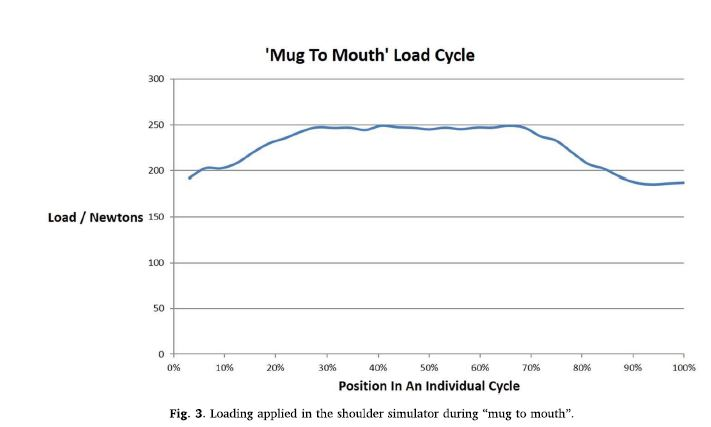 'Mug To Mouth' Load Cycle
300
250
200
Load / Newtons 150
100
50
0
0% 10% 20% 30% 40% 50% 60% 70% 80% 90% 100%
Position In An Individual Cycle
Fig. 3. Loading applied in the shoulder simulator during “mug to mouth”.